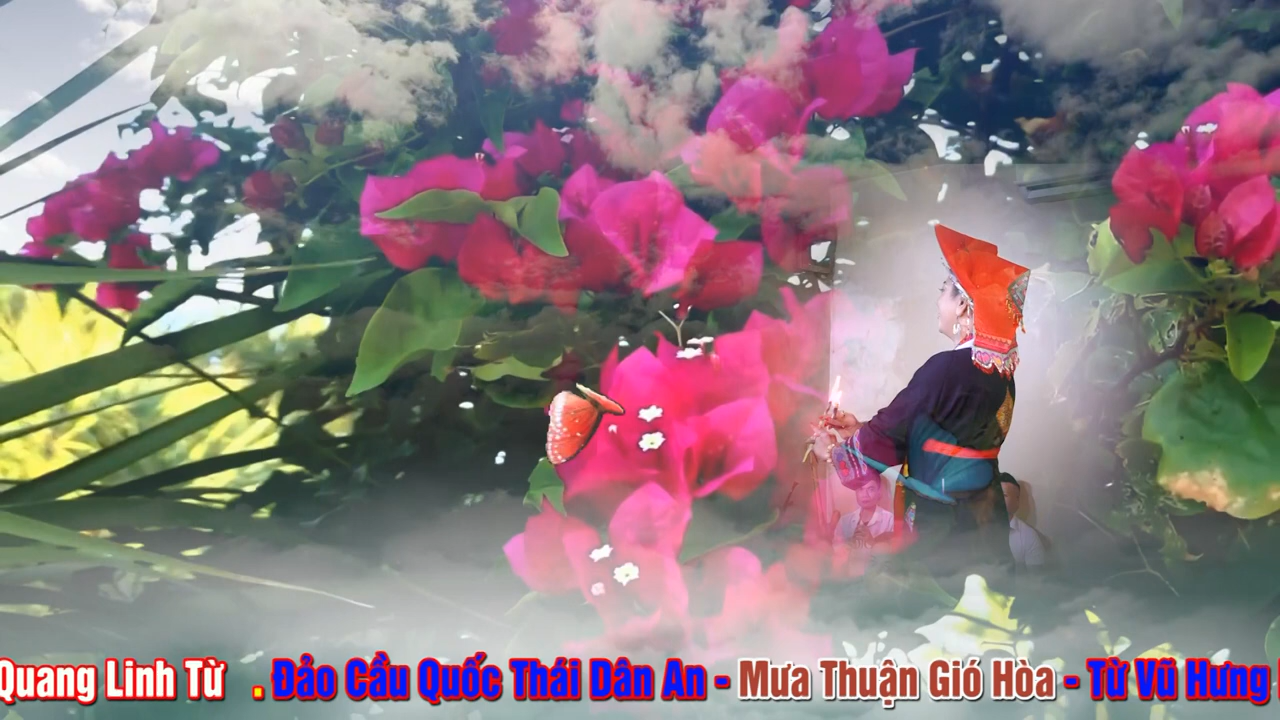 Quang Linh Từ . Đảo Cầu Quốc Thái Dân An - Mưa Thuận Gió Hòa - Từ Vũ Hưng